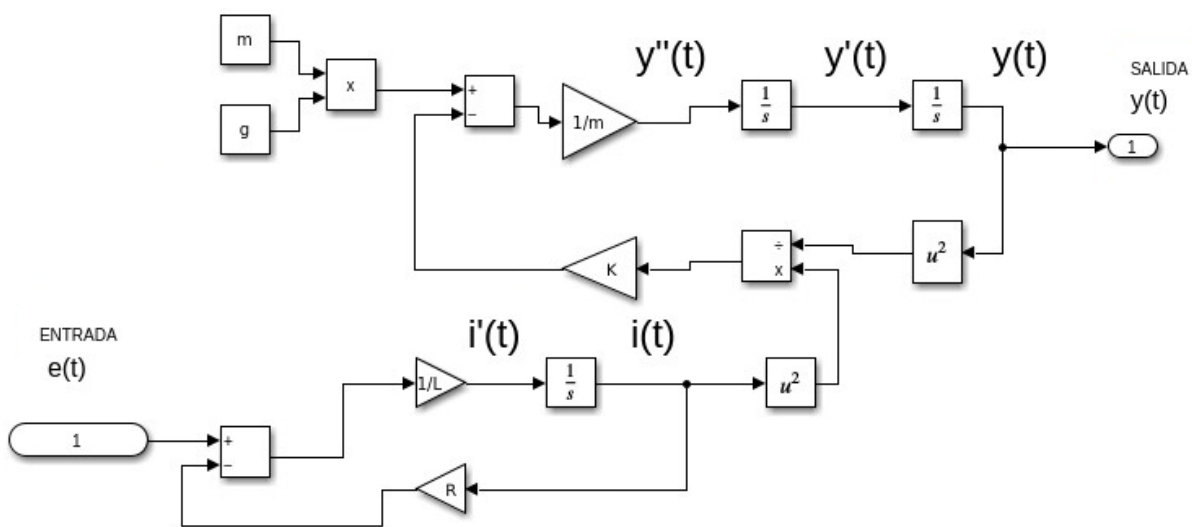 m
g
x
+
−
1/m
y''(t)
1/s
y'(t)
1/s
y(t)
SALIDA
y(t)
1
K
÷
x
u²
ENTRADA
e(t)
1
+
−
1/L
i'(t)
1/s
i(t)
u²
R